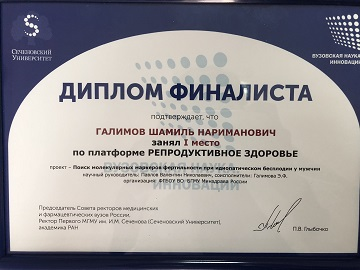 СЕЧЕНОВСКИЙ
УНИВЕРСИТЕТ
ВУЗОВСКАЯ НАУКА
ИННОВАЦИИ
ДИПЛОМ ФИНАЛИСТА
подтверждает, что
ГАЛИМОВ ШАМИЛЬ НАРИМАНОВИЧ
занял I место
по платформе РЕПРОДУКТИВНОЕ ЗДОРОВЬЕ
проект – Поиск молекулярных маркеров фертильности при идиопатическом бесплодии у мужчин
научный руководитель: Павлов Валентин Николаевич, соисполнители: Галимова Э.Ф.
организация: ФГБОУ ВО БГМУ Минздрава России
ВУЗОВСКАЯ НАУКА
ИННОВАЦИИ
Председатель Совета ректоров медицинских
и фармацевтических вузов России,
Ректор Первого МГМУ им. И.М. Сеченова (Сеченовский Университет),
академик РАН
П.В. Глыбочко